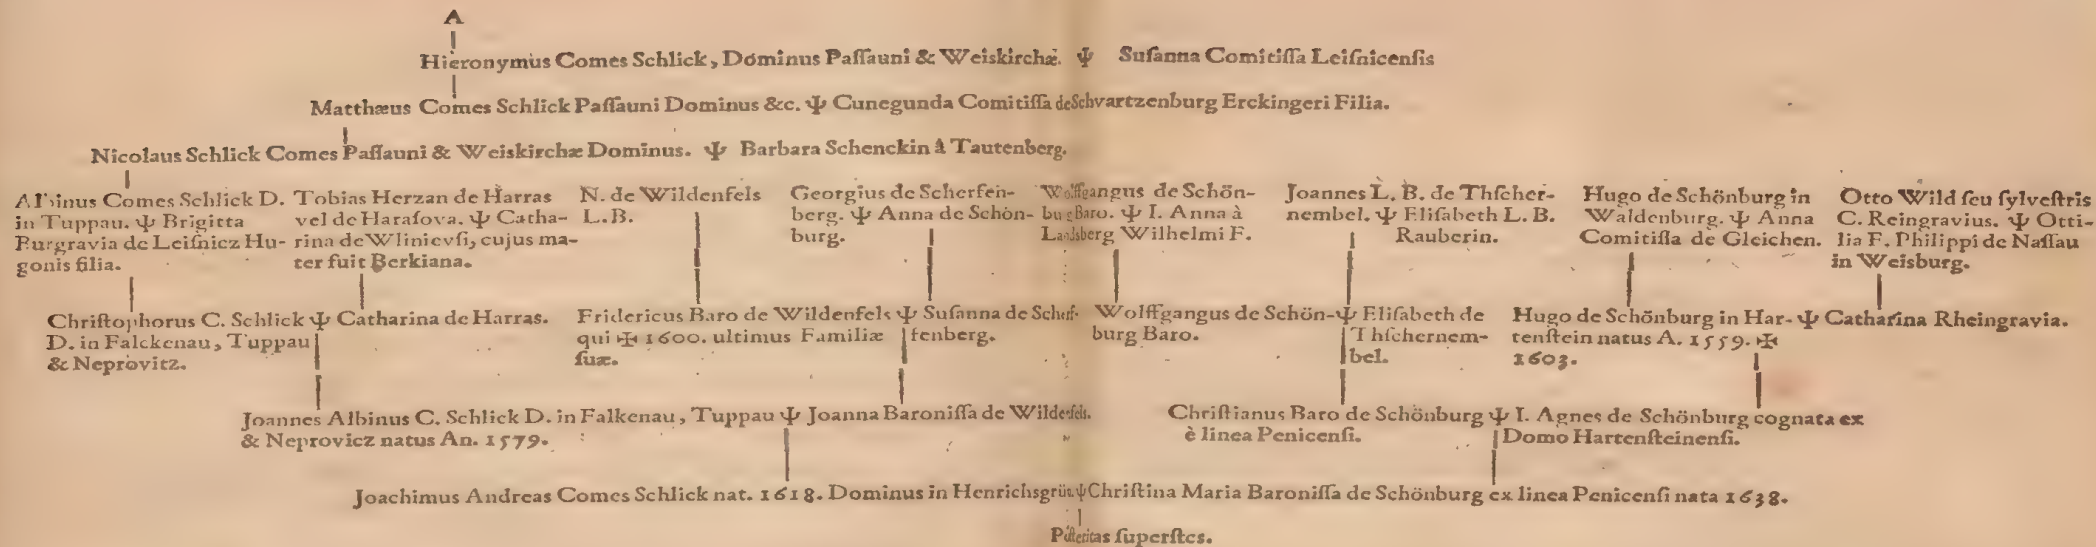 A
Hieronymus Comes Schlick, Dominus Paſſauni & Weiskirchæ. Ψ Suſanna Comitiſſa Leiſnicenſis
Matthæus Comes Schlick Paſſauni Dominus &c. Ψ Cunegunda Comitiſſa de Schvartzenburg Erckingeri Filia.
Nicolaus Schlick Comes Paſſauni & Weiskirchæ Dominus. Ψ Barbara Schenckin â Tautenberg.
Albinus Comes Schlick D.
in Tuppau. Ψ Brigitta
Burgravia de Leiſnicz Hu-
gonis filia.
Tobias Herzan de Harras
vel de Haraſova. Ψ Catha-
rina de Wlinievſi, cujus ma-
ter fuit Berkiana.
N. de Wildenfels
L.B.
Georgius de Scherfen-
berg. Ψ Anna de Schön-
burg.
Wolffgangus de Schön-
burg Baro. Ψ I. Anna à
Landsberg Wilhelmi F.
Joannes L. B. de Thſcher-
nembel. Ψ Eliſabeth L. B.
Rauberin.
Hugo de Schönburg in
Waldenburg. Ψ Anna
Comitiſſa de Gleichen.
Otto Wild ſeu ſylveſtris
C. Reingravius. Ψ Otti-
lia F. Philippi de Naſſau
in Weisburg.
Chriſtophorus C. Schlick Ψ Catharina de Harras.
D. in Falckenau, Tuppau
& Neprovitz.
Fridericus Baro de Wildenfels Ψ Suſanna de Scherf-
qui ✠ 1600. ultimus Familiæ fenberg.
ſuæ.
Wolffgangus de Schön- Ψ Eliſabeth de
burg Baro. Thſchernem-
bel.
Hugo de Schönburg in Har- Ψ Catharina Rheingravia.
tenſtein natus A. 1559. ✠
1603.
Joannes Albinus C. Schlick D. in Falkenau, Tuppau Ψ Joanna Baroniſſa de Wildenfels.
& Neprovicz natus An. 1579.
Chriſtianus Baro de Schönburg Ψ I. Agnes de Schönburg cognata ex
è linea Penicenſi. Domo Hartenſteinenſi.
Joachimus Andreas Comes Schlick nat. 1618. Dominus in Henrichsgrün. Ψ Chriſtina Maria Baroniſſa de Schönburg ex linea Penicenſi nata 1638.
Poſteritas ſuperſtes.